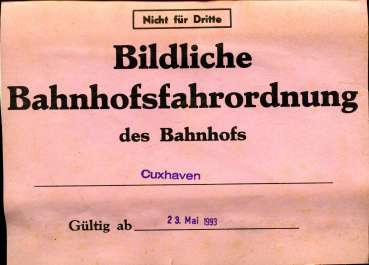 Nicht für Dritte
Bildliche
Bahnhofsfahrordnung
des Bahnhofs
Cuxhaven
Gültig ab 23. Mai 1993